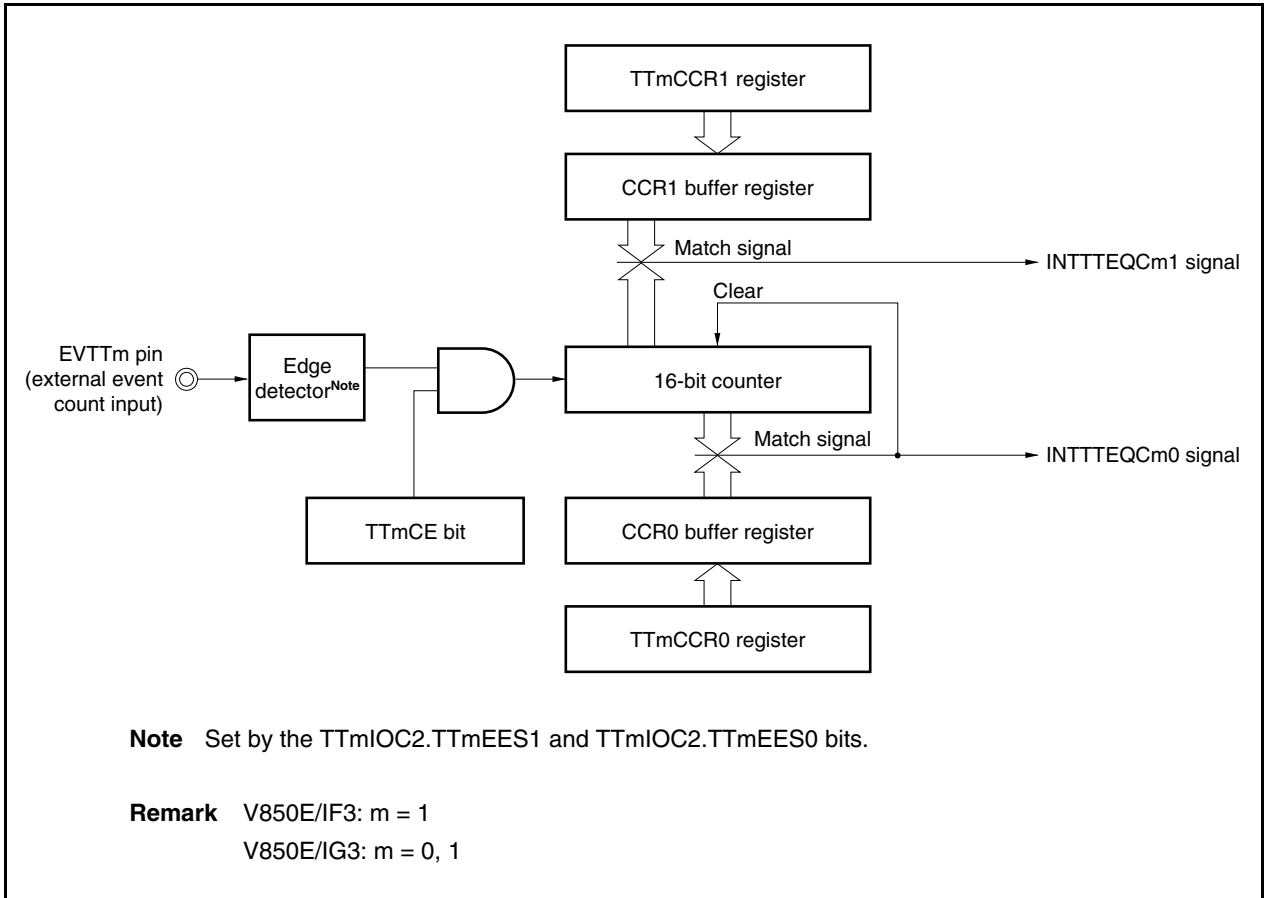 TTmCCR1 register
CCR1 buffer register
Match signal
INTTTEQCm1 signal
Clear
EVTTm pin
(external event
count input)
Edge
detectorNote
16-bit counter
Match signal
INTTTEQCm0 signal
TTmCE bit
CCR0 buffer register
TTmCCR0 register
Note Set by the TTmIOC2.TTmEES1 and TTmIOC2.TTmEES0 bits.
Remark V850E/IF3: m = 1
V850E/IG3: m = 0, 1